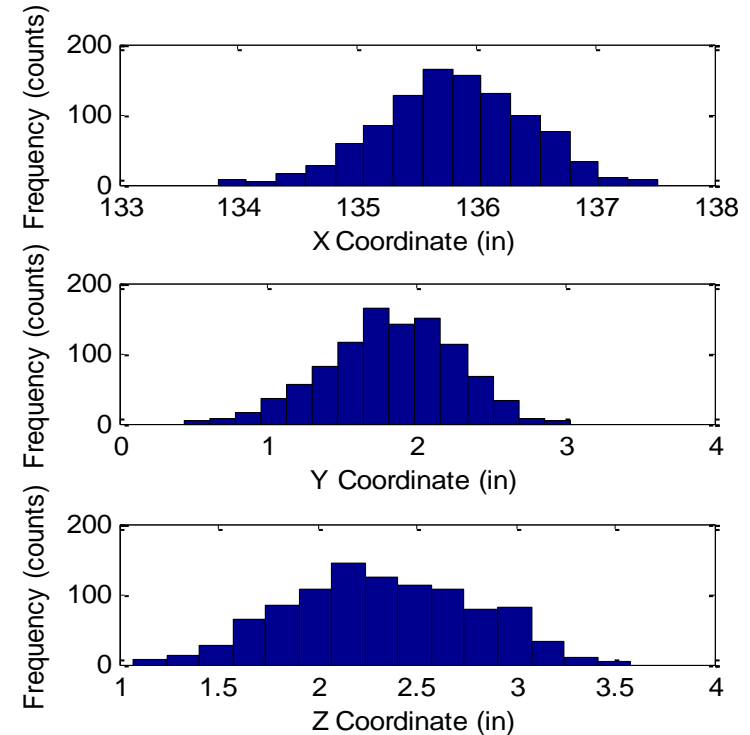 Frequency (counts)
200
100
0
133 134 135 136 137 138
X Coordinate (in)
Frequency (counts)
200
100
0
0 1 2 3 4
Y Coordinate (in)
Frequency (counts)
200
100
0
1 1.5 2 2.5 3 3.5 4
Z Coordinate (in)